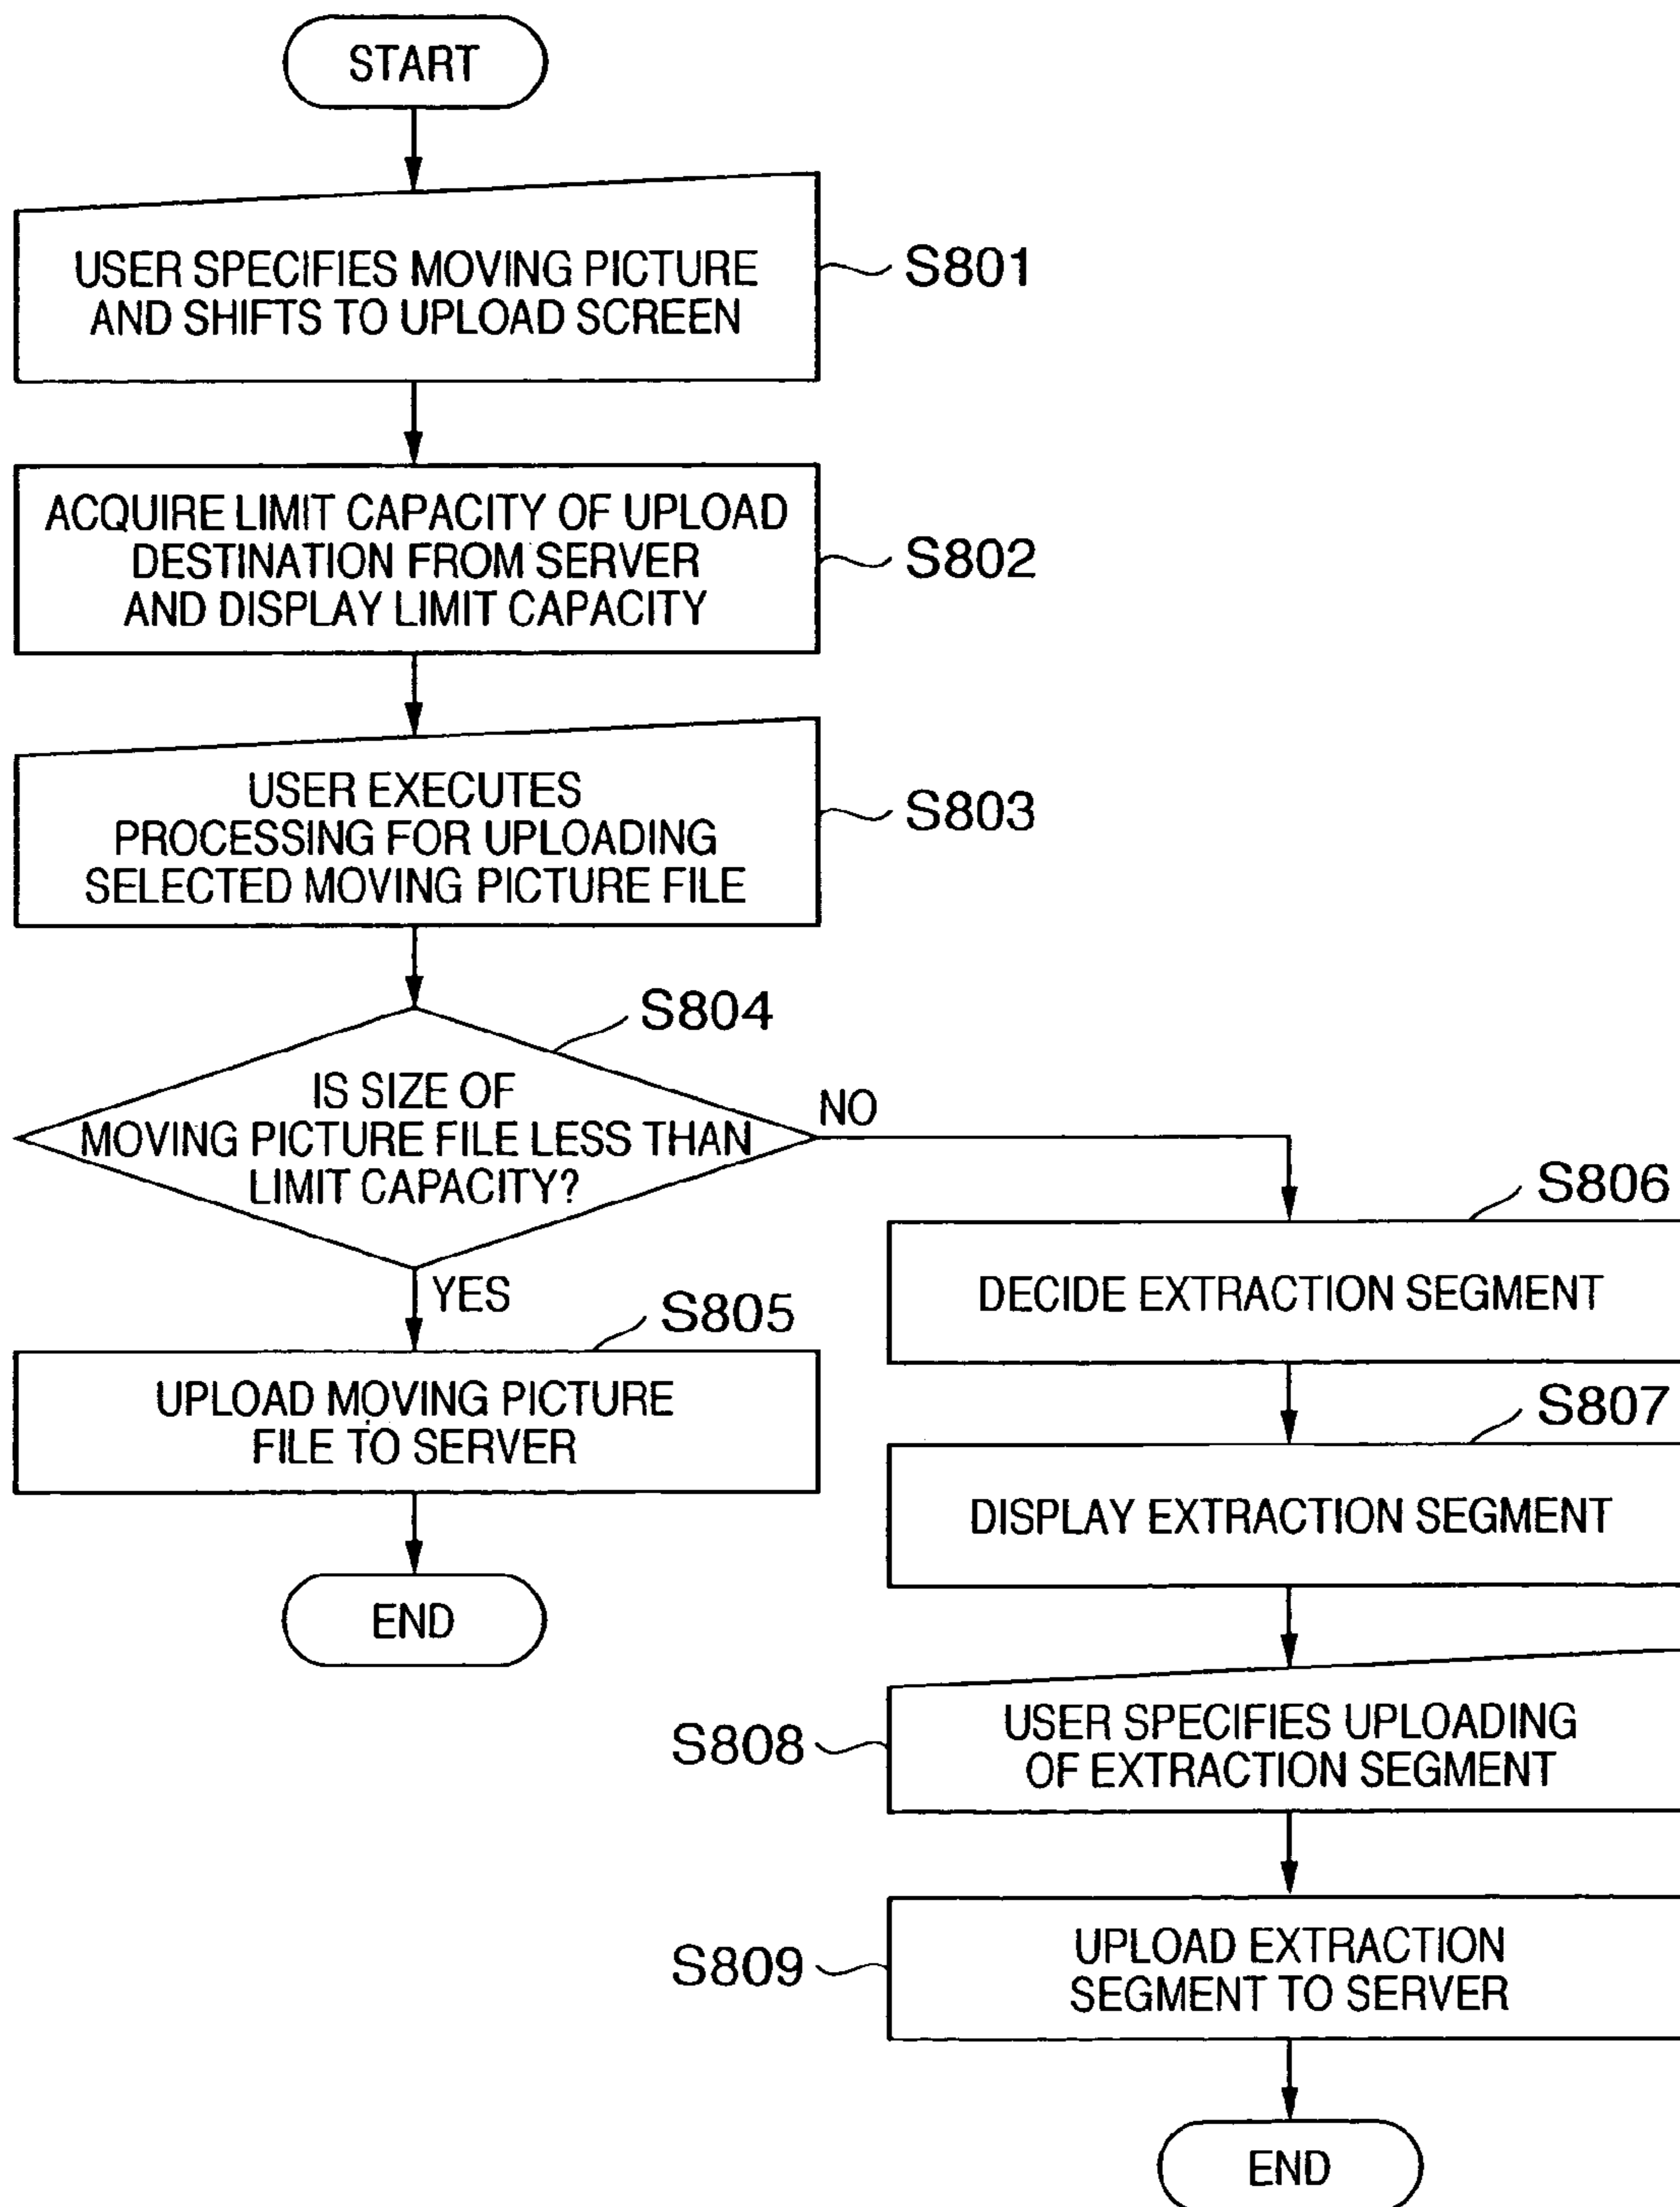 START
USER SPECIFIES MOVING PICTURE
AND SHIFTS TO UPLOAD SCREEN
S801
ACQUIRE LIMIT CAPACITY OF UPLOAD
DESTINATION FROM SERVER
AND DISPLAY LIMIT CAPACITY
S802
USER EXECUTES
PROCESSING FOR UPLOADING
SELECTED MOVING PICTURE FILE
S803
S804
IS SIZE OF
MOVING PICTURE FILE LESS THAN
LIMIT CAPACITY?
NO
YES
S805
UPLOAD MOVING PICTURE
FILE TO SERVER
END
S806
DECIDE EXTRACTION SEGMENT
S807
DISPLAY EXTRACTION SEGMENT
S808
USER SPECIFIES UPLOADING
OF EXTRACTION SEGMENT
S809
UPLOAD EXTRACTION
SEGMENT TO SERVER
END